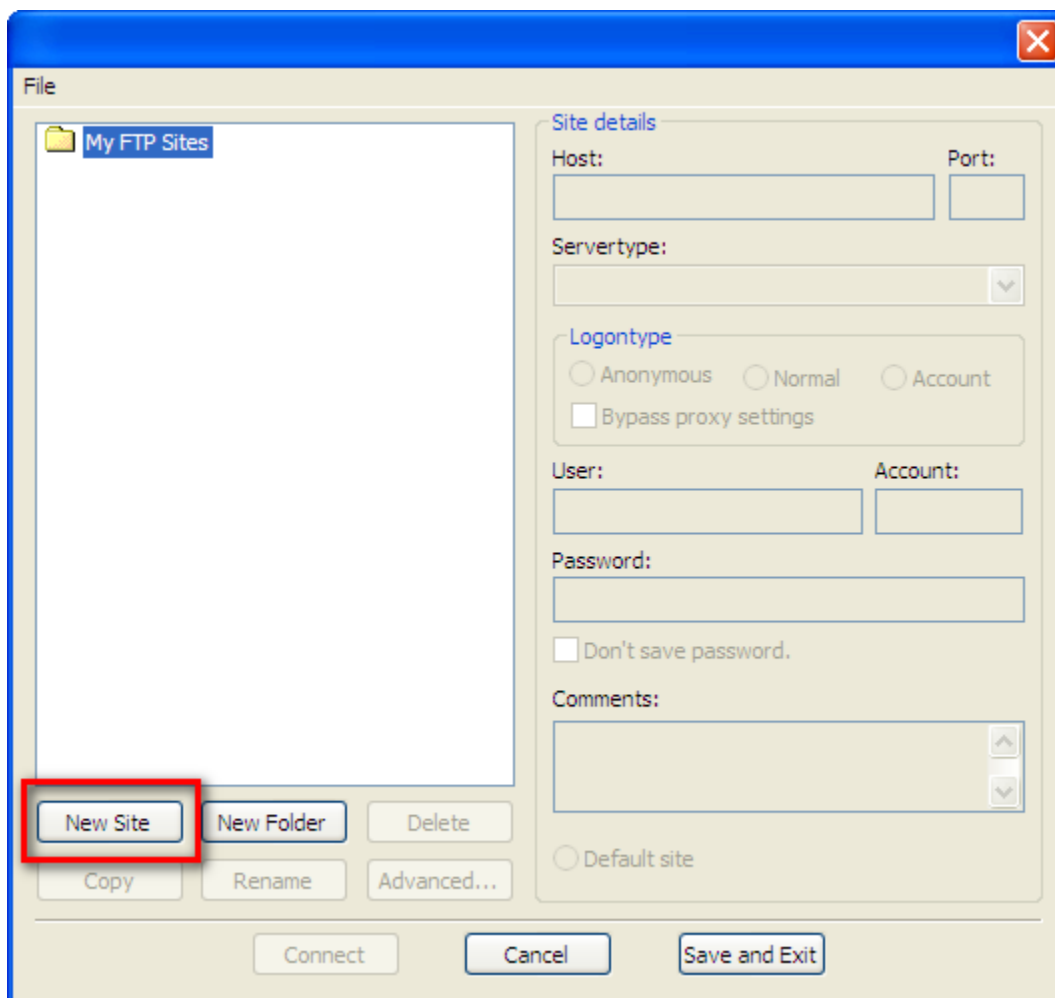 File
My FTP Sites
Site details
Host: Port:
Servertype:
Logontype
Anonymous Normal Account
Bypass proxy settings
User: Account:
Password:
Don't save password.
Comments:
Default site
New Site New Folder Delete
Copy Rename Advanced...
Connect Cancel Save and Exit